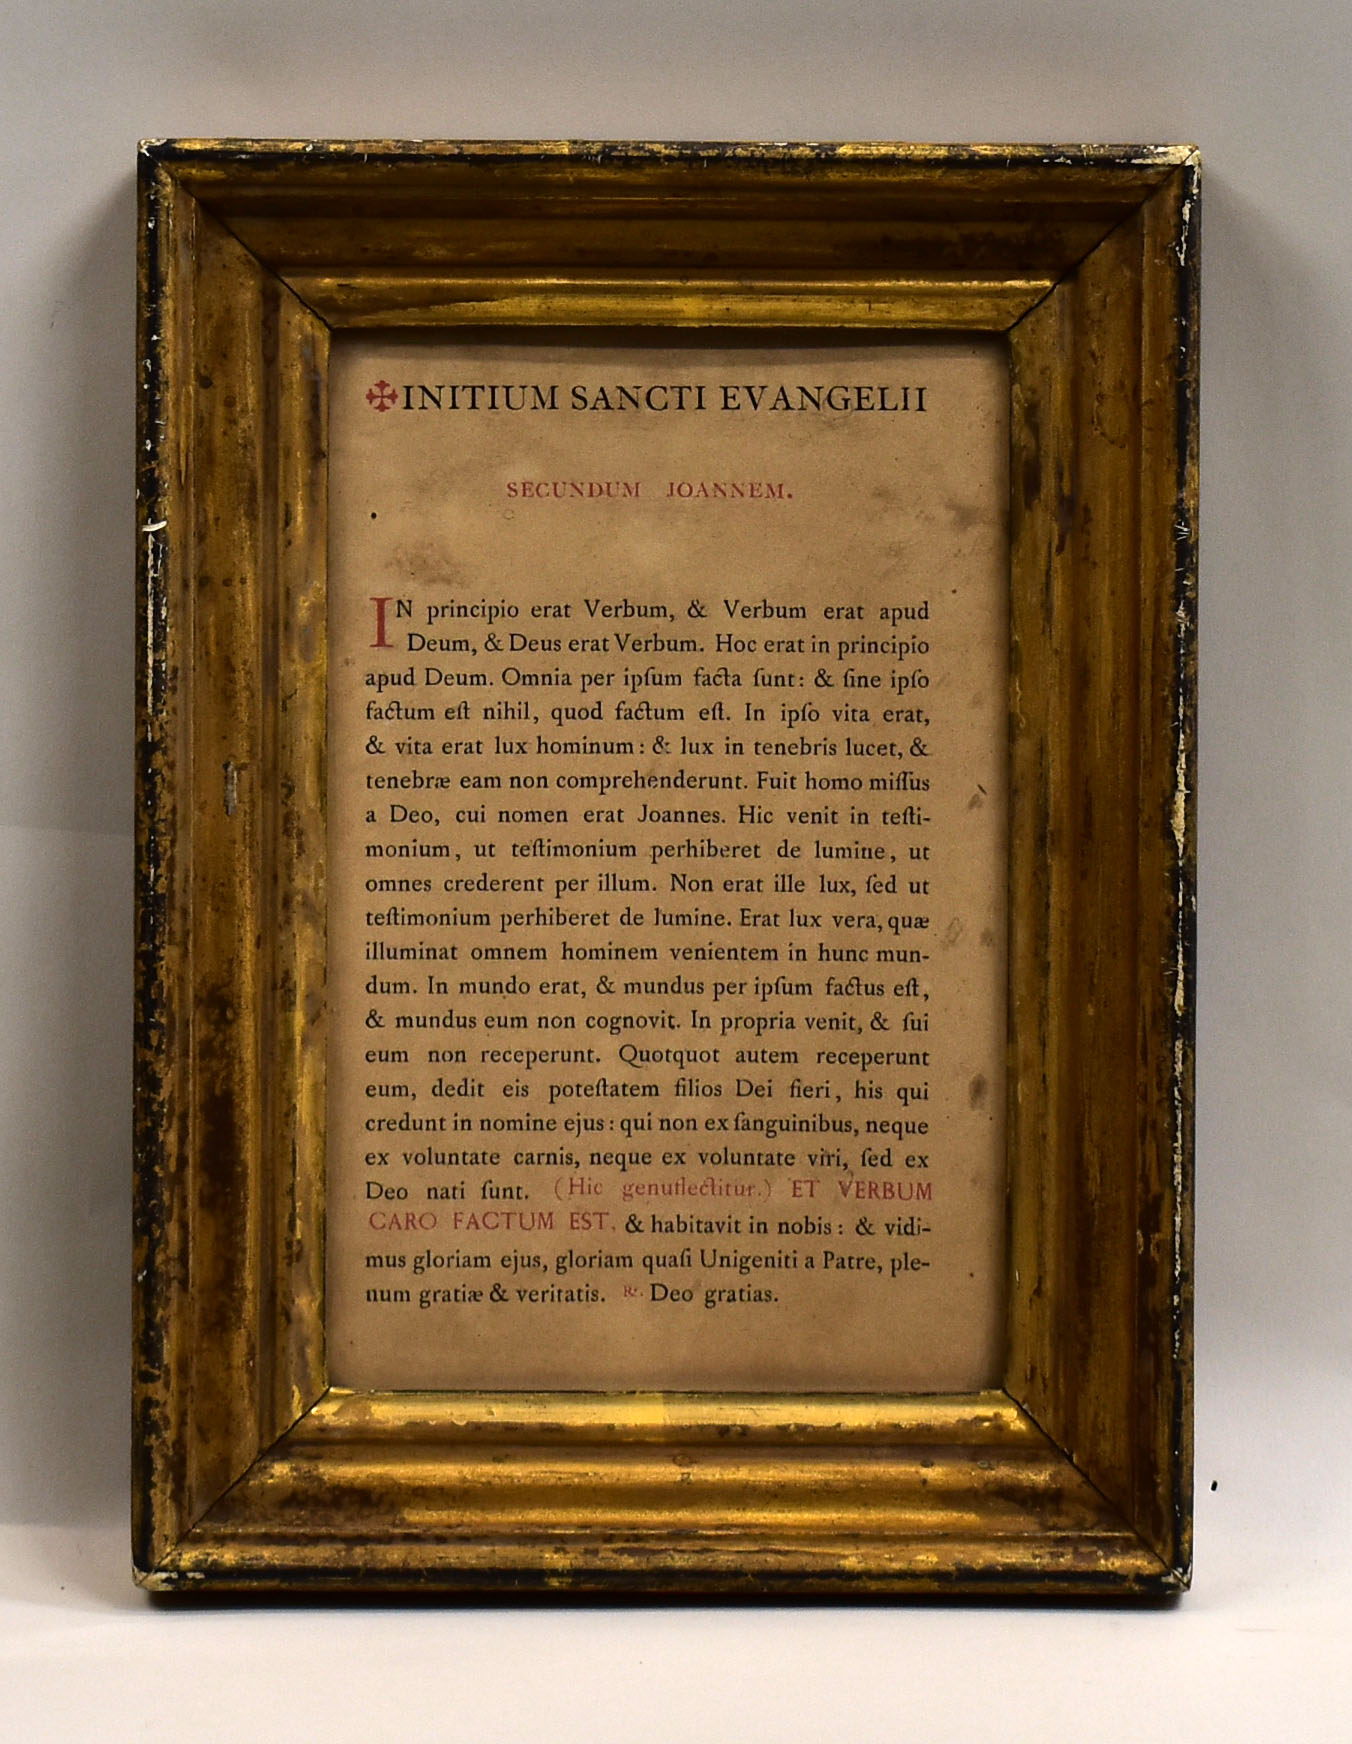 ✠INITIUM SANCTI EVANGELII
SECUNDUM JOANNEM.
IN principio erat Verbum, & Verbum erat apud
Deum, & Deus erat Verbum. Hoc erat in principio
apud Deum. Omnia per ipſum facta ſunt: & ſine ipſo
factum eſt nihil, quod factum eſt. In ipſo vita erat,
& vita erat lux hominum: & lux in tenebris lucet, &
tenebræ eam non comprehenderunt. Fuit homo miſſus
a Deo, cui nomen erat Joannes. Hic venit in teſti-
monium, ut teſtimonium perhiberet de lumine, ut
omnes crederent per illum. Non erat ille lux, ſed ut
teſtimonium perhiberet de lumine. Erat lux vera, quæ
illuminat omnem hominem venientem in hunc mun-
dum. In mundo erat, & mundus per ipſum factus eſt,
& mundus eum non cognovit. In propria venit, & ſui
eum non receperunt. Quotquot autem receperunt
eum, dedit eis poteſtatem filios Dei fieri, his qui
credunt in nomine ejus: qui non ex ſanguinibus, neque
ex voluntate carnis, neque ex voluntate viri, ſed ex
Deo nati ſunt. (Hic genuflectitur.) ET VERBUM
CARO FACTUM EST, & habitavit in nobis: & vidi-
mus gloriam ejus, gloriam quaſi Unigeniti a Patre, ple-
num gratiæ & veritatis. ℟. Deo gratias.